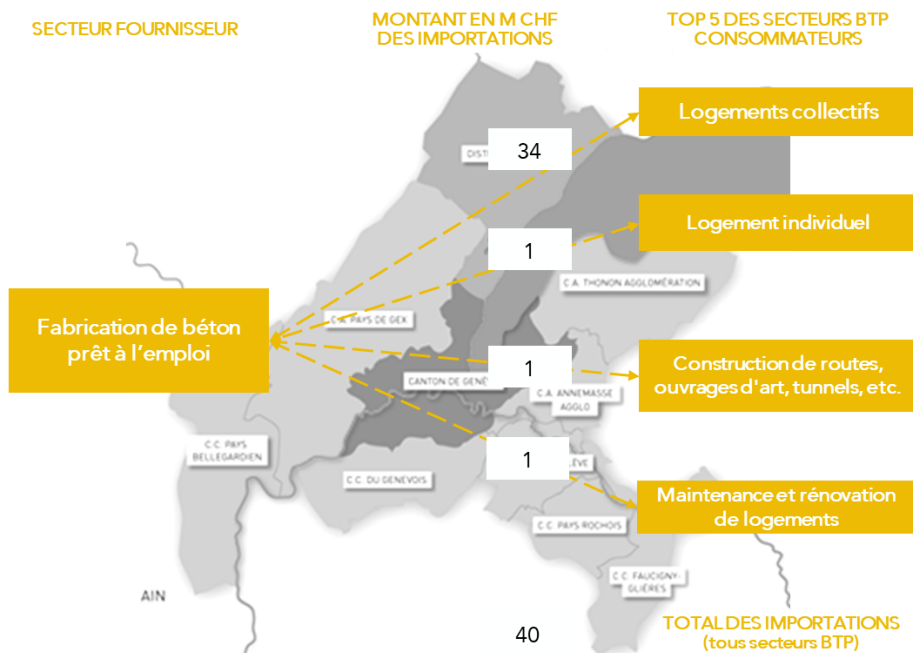 SECTEUR FOURNISSEUR
MONTANT EN M CHF
DES IMPORTATIONS
TOP 5 DES SECTEURS BTP
CONSOMMATEURS
Logements collectifs
34
Logement individuel
1
C.A. THONON AGGLOMÉRATION
Fabrication de béton
prêt à l'emploi
C.A. PAYS DE GEX
Construction de routes,
ouvrages d'art, tunnels, etc.
1
CANTON DE
C.A. ANNEMASSE
AGGLO
C.C. PAYS
BELLEGARDIEN
1
C.C. DU GENEVOIS
Maintenance et rénovation
de logements
C.C. PAYS ROCHOIS
C.C. FAUCIGNY-
GLIÈRES
AIN
40
TOTAL DES IMPORTATIONS
(tous secteurs BTP)